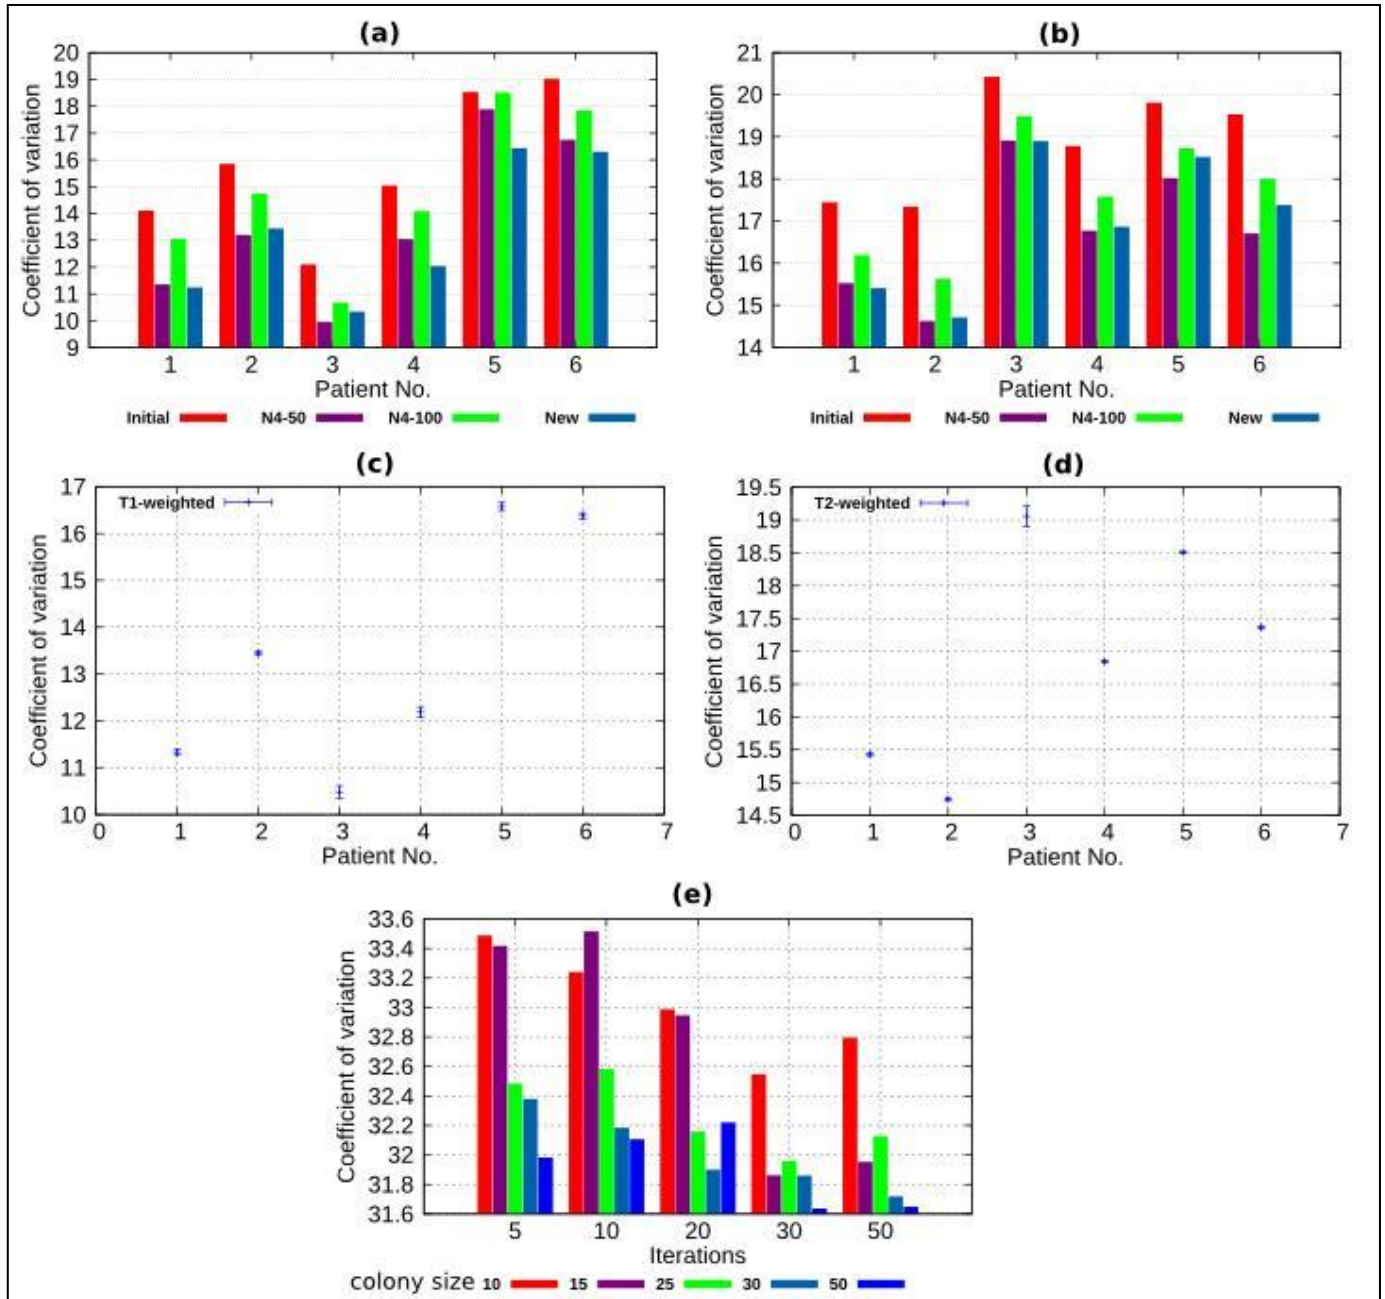 (a)
20
19
18
17
16
15
14
13
12
11
10
9
Coefficient of variation
1 2 3 4 5 6
Patient No.
Initial N4-50 N4-100 New
(b)
21
20
19
18
17
16
15
14
Coefficient of variation
1 2 3 4 5 6
Patient No.
Initial N4-50 N4-100 New
(c)
17
16
15
14
13
12
11
10
Coefficient of variation
T1-weighted
0 1 2 3 4 5 6 7
Patient No.
(d)
19.5
19
18.5
18
17.5
17
16.5
16
15.5
15
14.5
Coefficient of variation
T2-weighted
0 1 2 3 4 5 6 7
Patient No.
(e)
33.6
33.4
33.2
33
32.8
32.6
32.4
32.2
32
31.8
31.6
Coefficient of variation
5 10 20 30 50
Iterations
colony size 10 15 25 30 50